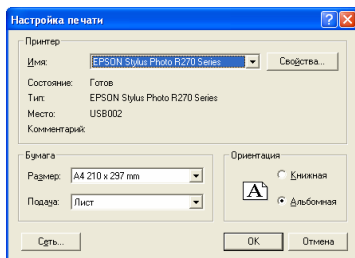 Настройка печати
Принтер
Имя: EPSON Stylus Photo R270 Series Свойства...
Состояние: Готов
Тип: EPSON Stylus Photo R270 Series
Место: USB002
Комментарий:
Бумага
Размер: A4 210 x 297 mm
Подача: Лист
Ориентация
A
Книжная
Альбомная
Сеть... OK Отмена